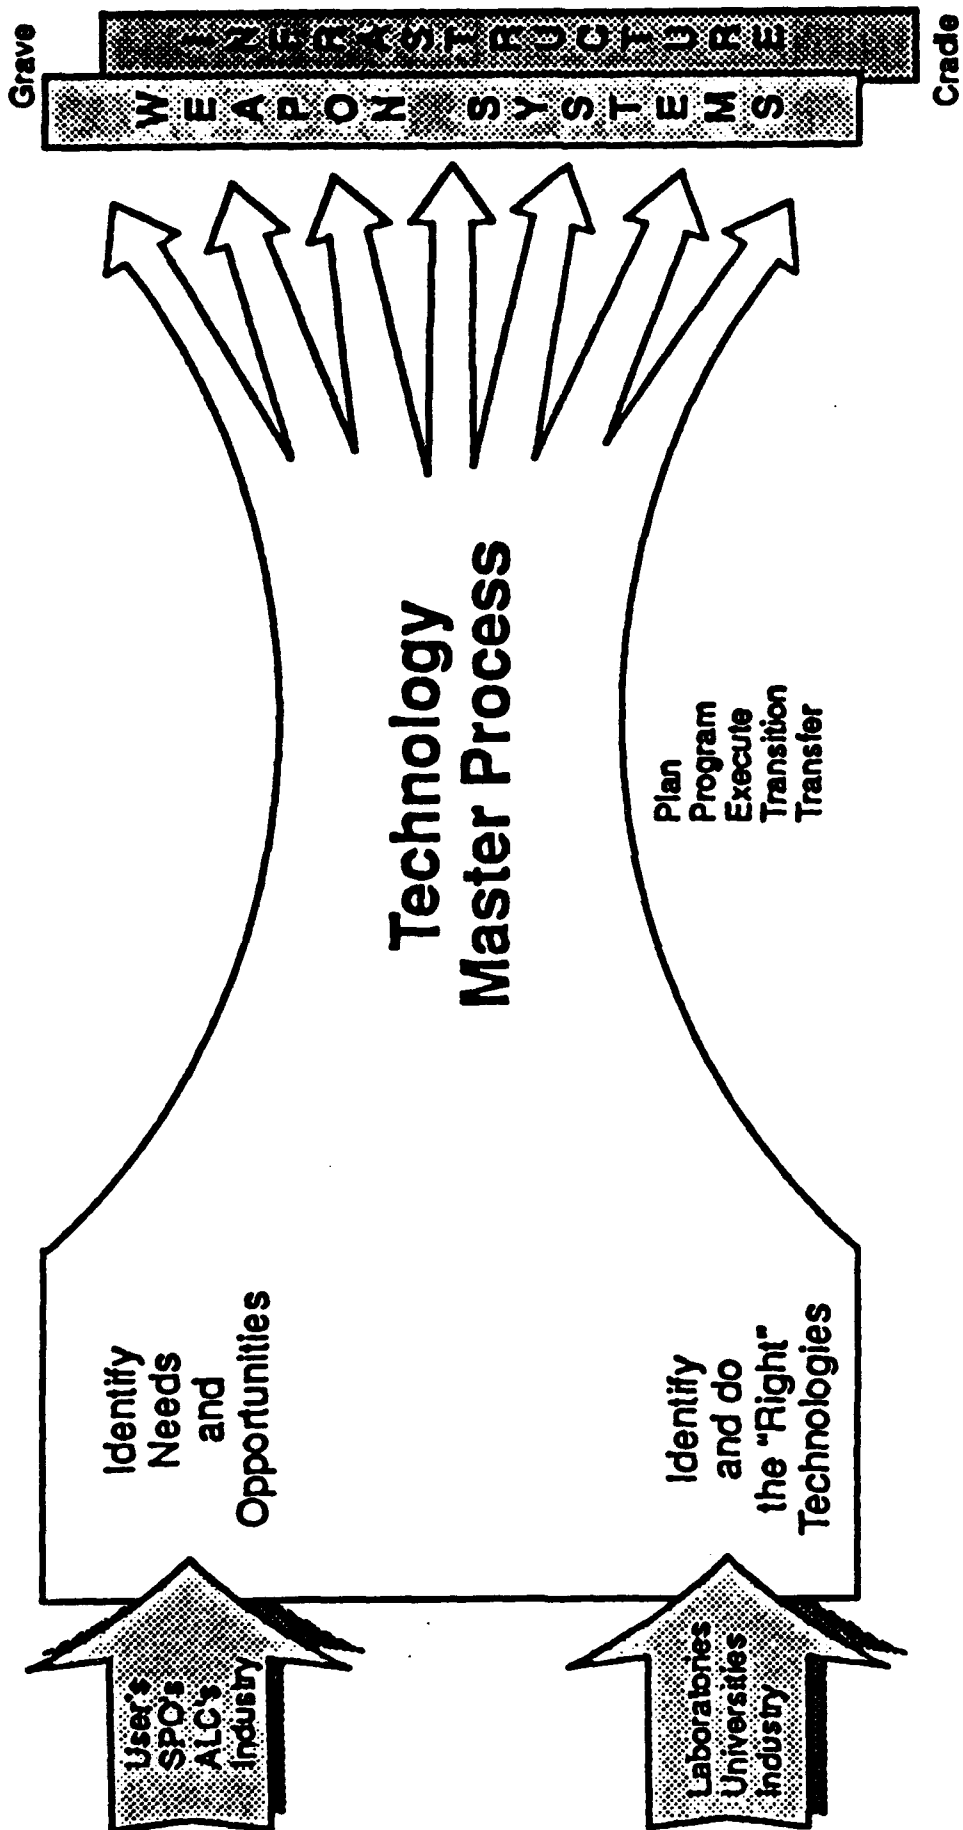 User's
SPO's
ALC's
Industry
Identify
Needs
and
Opportunities
Technology
Master Process
Laboratories
Universities
Industry
Identify
and do
the "Right"
Technologies
Plan
Program
Execute
Transition
Transfer
Grave
WEAPON SYSTEMS
INFRASTRUCTURE
Crade